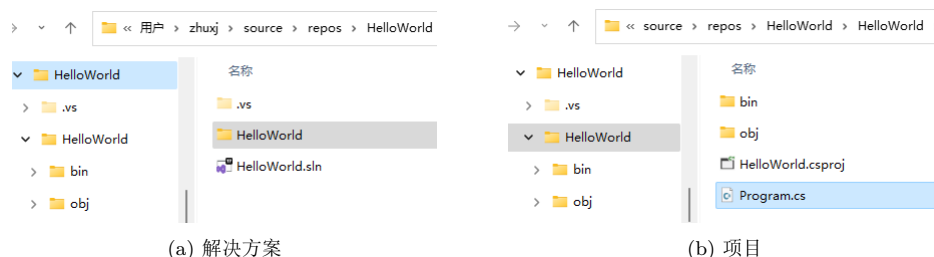 « 用户 › zhuxj › source › repos › HelloWorld
HelloWorld
.vs
HelloWorld
bin
obj
名称
.vs
HelloWorld
HelloWorld.sln
(a) 解决方案
« source › repos › HelloWorld › HelloWorld
HelloWorld
.vs
HelloWorld
bin
obj
名称
bin
obj
HelloWorld.csproj
Program.cs
(b) 项目